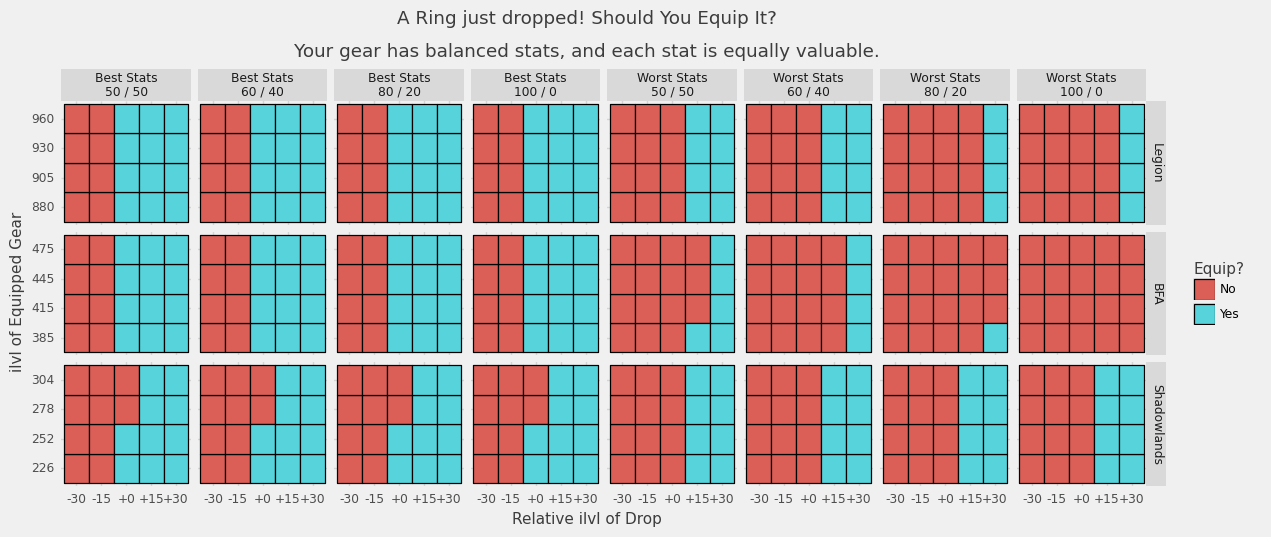 A Ring just dropped! Should You Equip It?
Your gear has balanced stats, and each stat is equally valuable.
Best Stats
50 / 50
Best Stats
60 / 40
Best Stats
80 / 20
Best Stats
100 / 0
Worst Stats
50 / 50
Worst Stats
60 / 40
Worst Stats
80 / 20
Worst Stats
100 / 0
ilvl of Equipped Gear
960
930
905
880
Legion
475
445
415
385
BFA
304
278
252
226
Shadowlands
-30 -15 +0 +15 +30
-30 -15 +0 +15 +30
-30 -15 +0 +15 +30
-30 -15 +0 +15 +30
-30 -15 +0 +15 +30
-30 -15 +0 +15 +30
-30 -15 +0 +15 +30
-30 -15 +0 +15 +30
Relative ilvl of Drop
Equip?
No
Yes